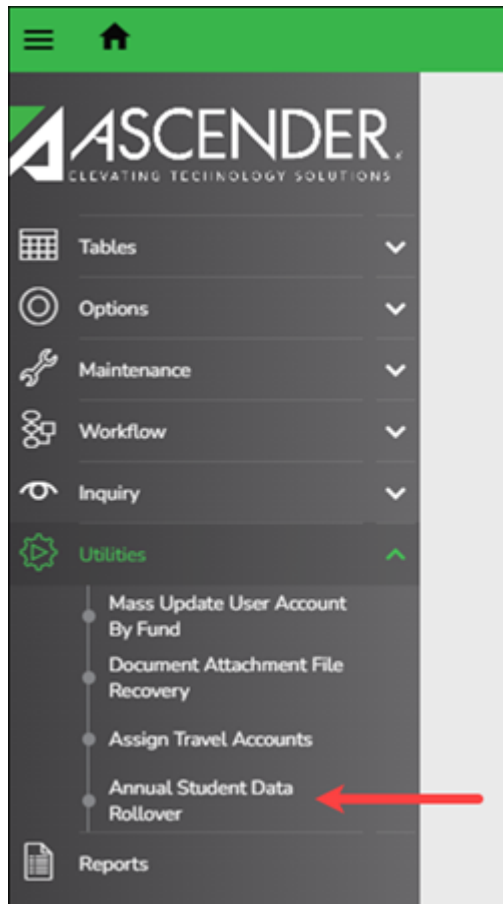 ASCENDER
ELEVATING TECHNOLOGY SOLUTIONS
Tables
Options
Maintenance
Workflow
Inquiry
Utilities
Mass Update User Account
By Fund
Document Attachment File
Recovery
Assign Travel Accounts
Annual Student Data
Rollover
Reports